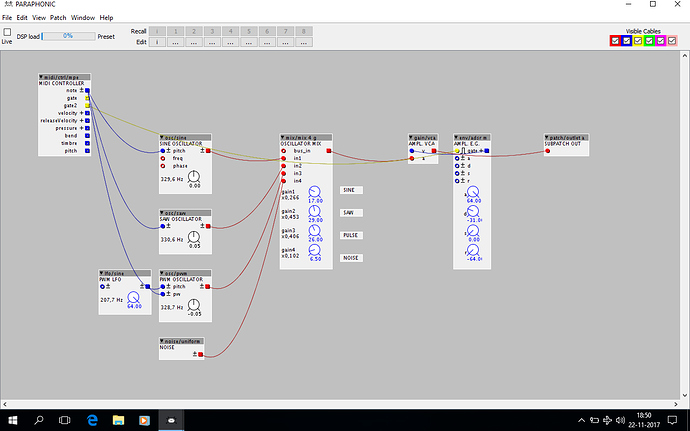 PARAPHONIC
File Edit View Patch Window Help
Live
DSP load 0% Preset
Recall i 1 2 3 4 5 6 7 8
Edit i ... ... ... ... ... ... ... ...
Visible Cables
midi/ctrl/mpe
MIDI CONTROLLER
note ±
gate
gate2
velocity +
releaseVelocity +
pressure +
bend
timbre
pitch
osc/sine
SINE OSCILLATOR
± pitch ±
freq
phase
329,6 Hz
0.00
osc/saw
SAW OSCILLATOR
± ±
330,6 Hz
0.05
lfo/sine
PWM LFO
± ±
207,7 Hz
64.00
osc/pwm
PWM OSCILLATOR
± pitch ±
± pw
328,7 Hz
-0.05
noise/uniform
NOISE
±
mix/mix 4 g
OSCILLATOR MIX
bus_in
in1
in2
in3
in4
gain1
x0,266
17.00
gain2
x0,453
29.00
gain3
x0,406
26.00
gain4
x0,102
6.50
SINE
SAW
PULSE
NOISE
gain/vca
AMPL. VCA
v
a
env/adsr m
AMPL. E.G.
gate +
a
d
s
r
a
64.00
d
-31.0
s
0.00
r
-64.0
patch/outlet a
SUBPATCH OUT
18:50
22-11-2017